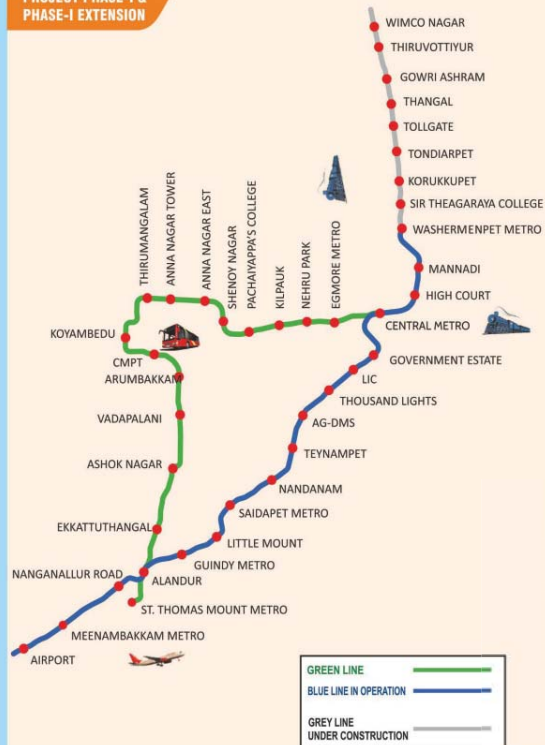 PHASE-I EXTENSION
WIMCO NAGAR
THIRUVOTTIYUR
GOWRI ASHRAM
THANGAL
TOLLGATE
TONDIARPET
KORUKKUPET
SIR THEAGARAYA COLLEGE
WASHERMENPET METRO
MANNADI
HIGH COURT
CENTRAL METRO
THIRUMANGALAM
ANNA NAGAR TOWER
ANNA NAGAR EAST
SHENOY NAGAR
PACHAIYAPPA'S COLLEGE
KILPAUK
NEHRU PARK
EGMORE METRO
KOYAMBEDU
CMPT
ARUMBAKKAM
VADAPALANI
ASHOK NAGAR
EKKATTUTHANGAL
GOVERNMENT ESTATE
LIC
THOUSAND LIGHTS
AG-DMS
TEYNAMPET
NANDANAM
SAIDAPET METRO
LITTLE MOUNT
GUINDY METRO
ALANDUR
NANGANALLUR ROAD
ST. THOMAS MOUNT METRO
MEENAMBAKKAM METRO
AIRPORT
GREEN LINE
BLUE LINE IN OPERATION
GREY LINE
UNDER CONSTRUCTION